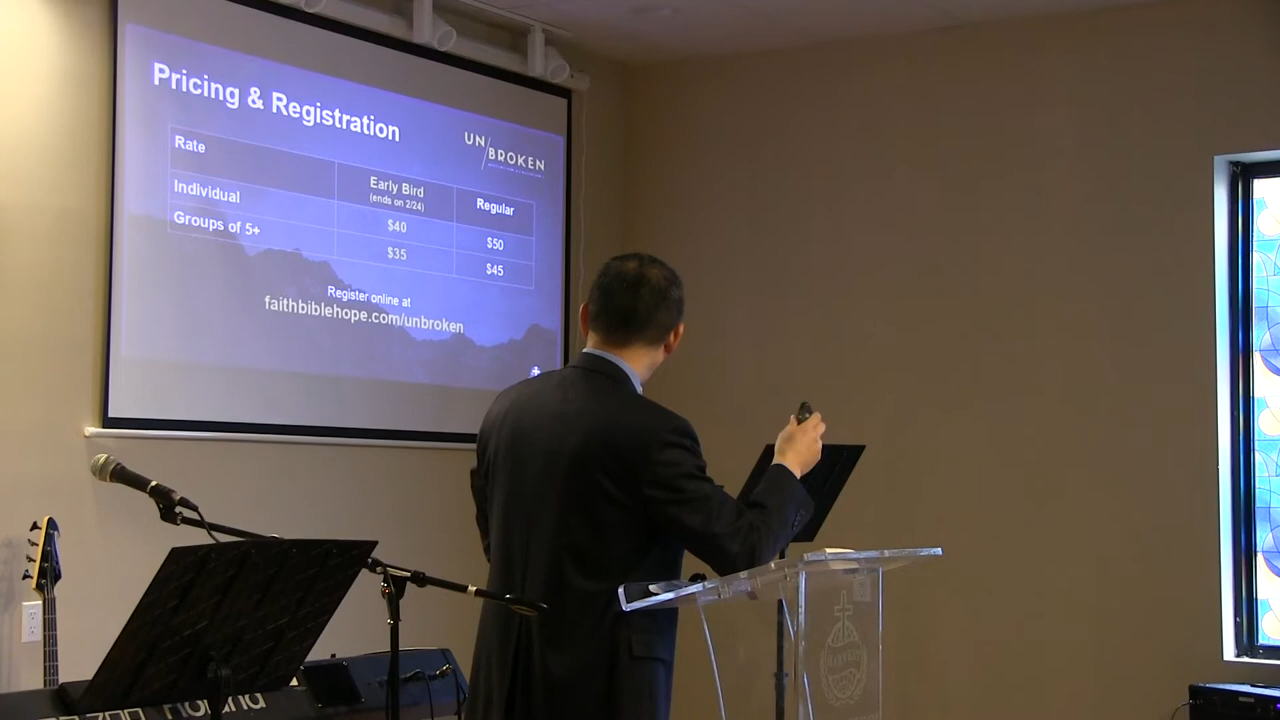 Pricing & Registration
UN/BROKEN
Rate
Early Bird
(ends on 2/24)
Regular
Individual
$40
$50
Groups of 5+
$35
$45
Register online at
faithbiblehope.com/unbroken
Roland
HARVEST